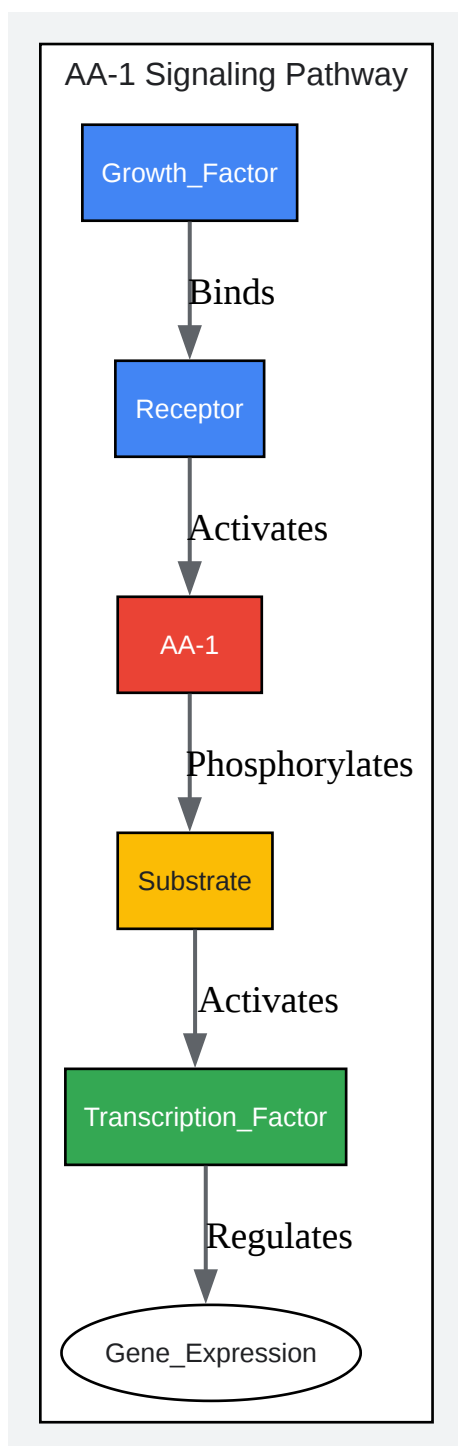 AA-1 Signaling Pathway
Growth_Factor
Binds
Receptor
Activates
AA-1
Phosphorylates
Substrate
Activates
Transcription_Factor
Regulates
Gene_Expression